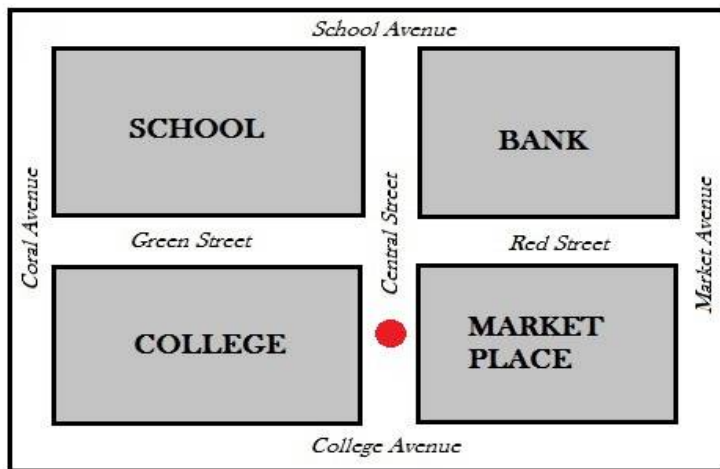 School Avenue
SCHOOL
BANK
Coral Avenue
Central Street
Market Avenue
Green Street
Red Street
COLLEGE
MARKET
PLACE
College Avenue